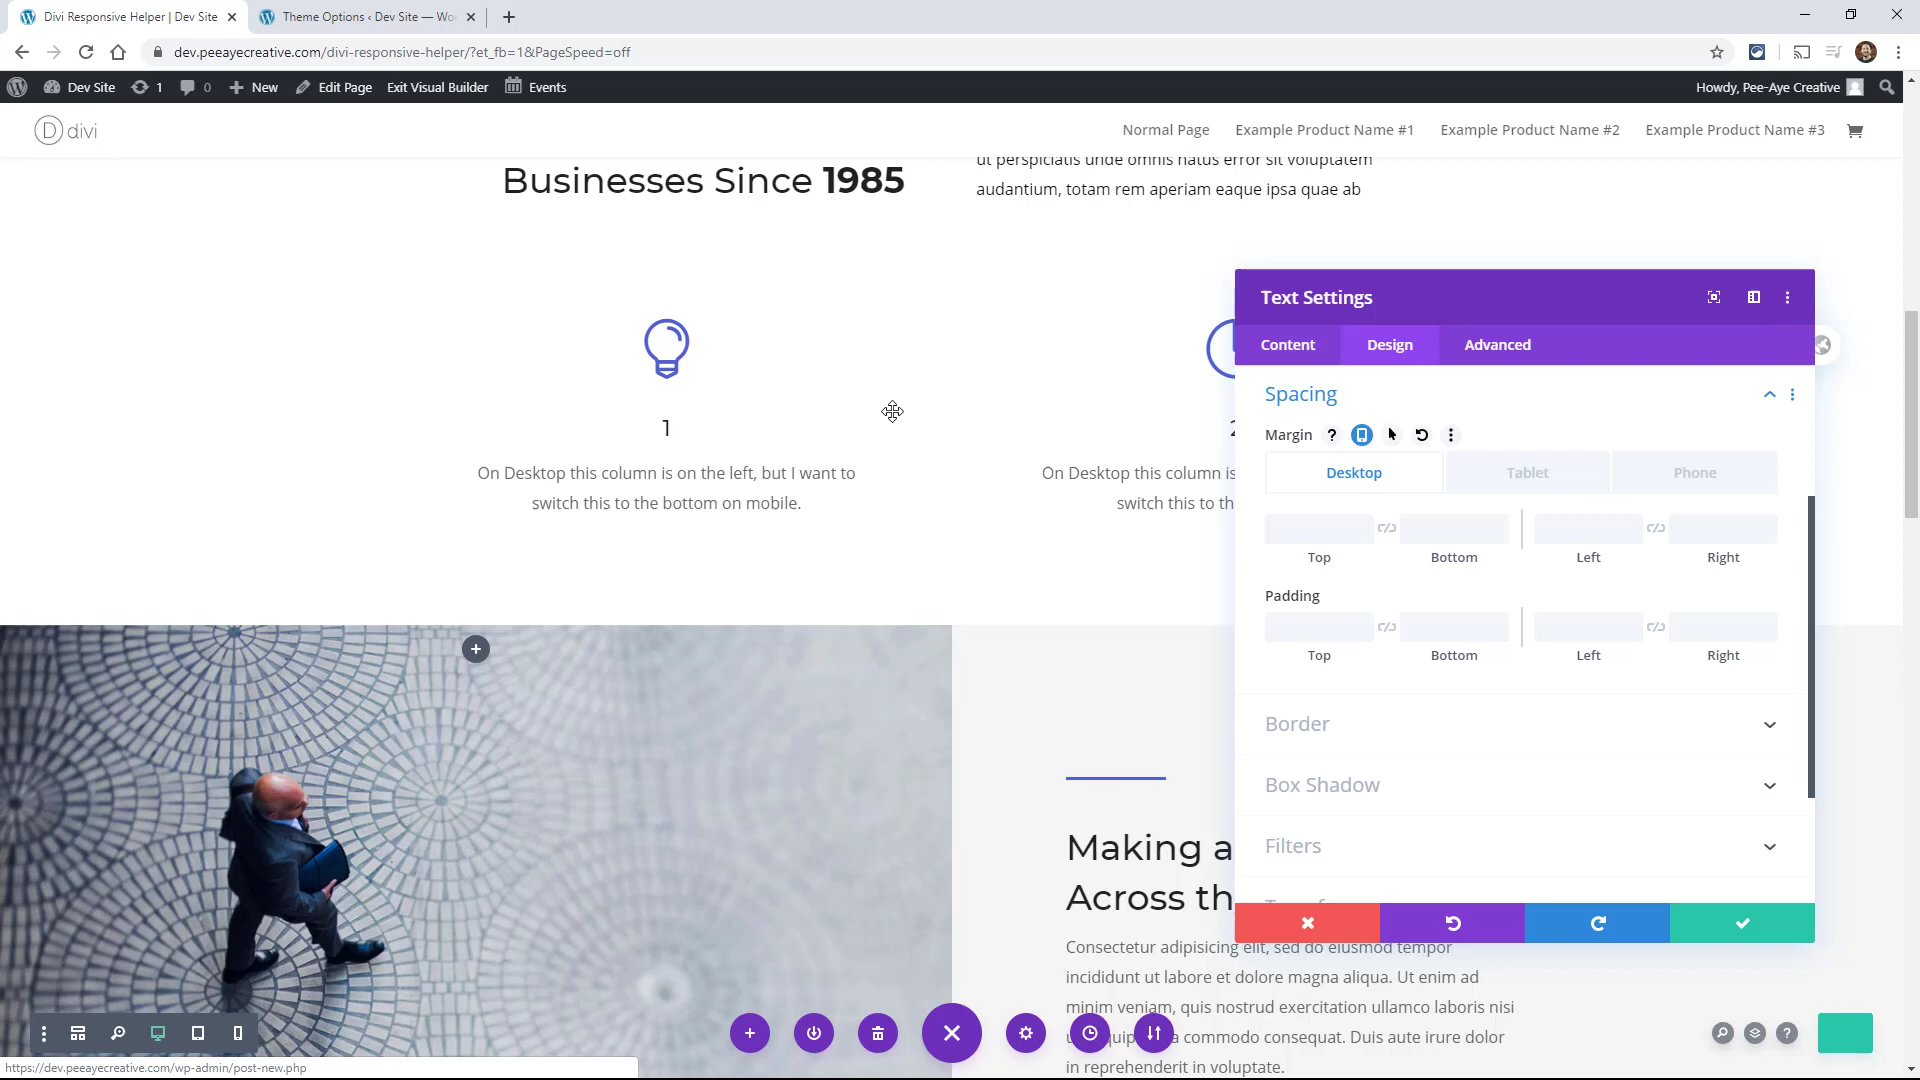 Divi Responsive Helper | Dev Site
Theme Options ‹ Dev Site — Wo
dev.peeayecreative.com/divi-responsive-helper/?et_fb=1&PageSpeed=off
Dev Site
1
0
New
Edit Page
Exit Visual Builder
Events
Howdy, Pee-Aye Creative
D divi
Normal Page
Example Product Name #1
Example Product Name #2
Example Product Name #3
Businesses Since 1985
ut perspiciatis unde omnis natus error sit voluptatem
audantium, totam rem aperiam eaque ipsa quae ab
1
On Desktop this column is on the left, but I want to
switch this to the bottom on mobile.
2
On Desktop this column is
switch this to th
Text Settings
Content
Design
Advanced
Spacing
Margin ?
Desktop
Tablet
Phone
Top
Bottom
Left
Right
Padding
Top
Bottom
Left
Right
Border
Box Shadow
Filters
Making a
Across th
Consectetur adipisicing elit, sed do eiusmod tempor
incididunt ut labore et dolore magna aliqua. Ut enim ad
minim veniam, quis nostrud exercitation ullamco laboris nisi
a commodo consequat. Duis aute irure dolor
in reprehenderit in voluptate.
?
https://dev.peeayecreative.com/wp-admin/post-new.php